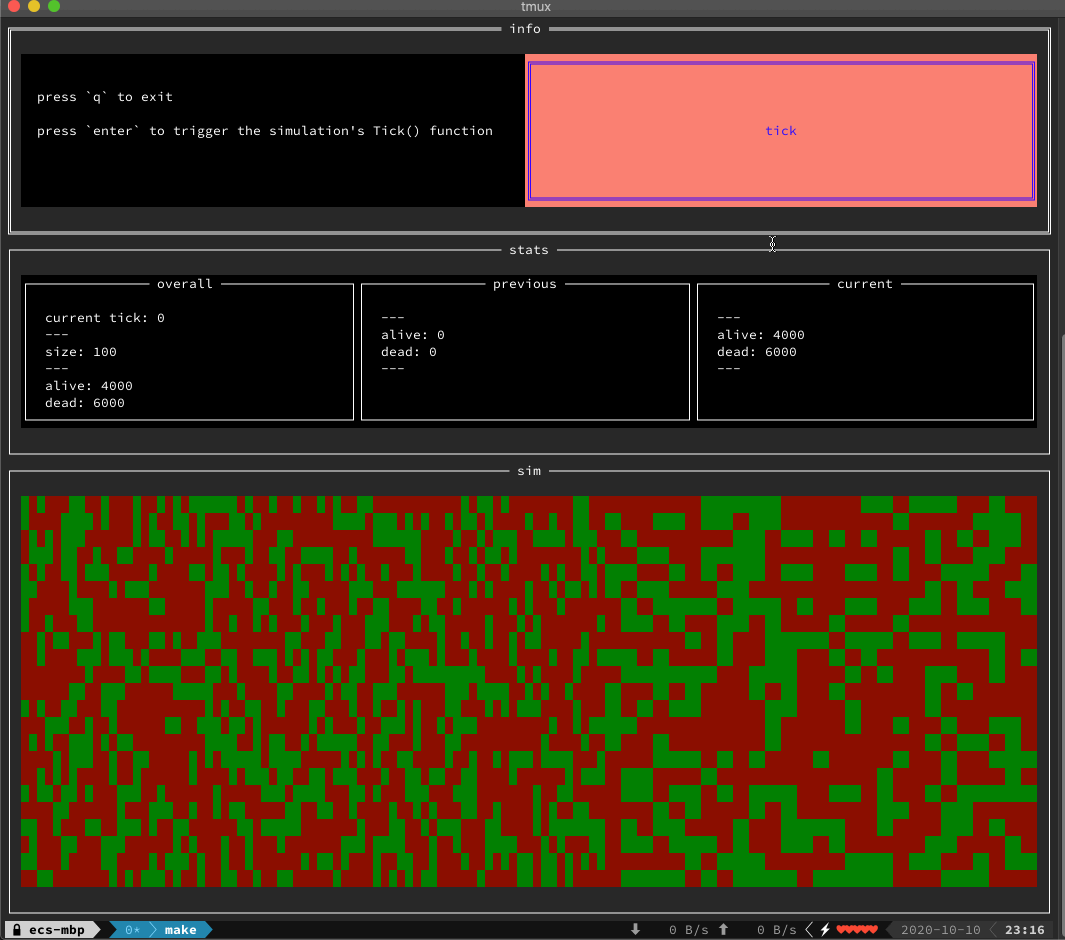 tmux
info
press `q` to exit
press `enter` to trigger the simulation's Tick() function
tick
stats
overall
current tick: 0
---
size: 100
---
alive: 4000
dead: 6000
previous
---
alive: 0
dead: 0
---
current
---
alive: 4000
dead: 6000
---
sim
ecs-mbp 0* make 0 B/s 0 B/s 2020-10-10 23:16